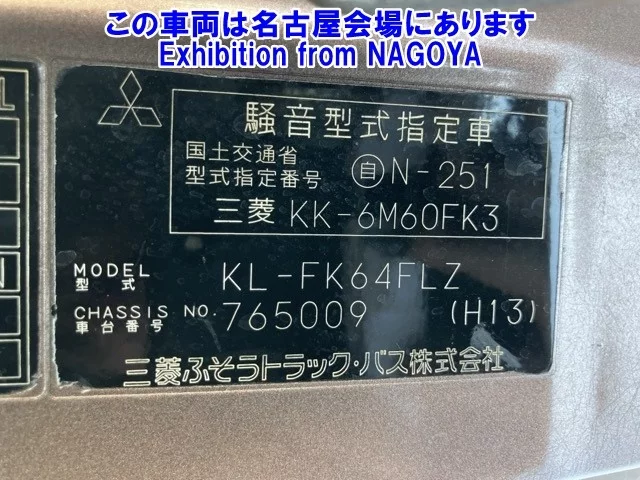 この車両は名古屋会場にあります
Exhibition from NAGOYA
騒音型式指定車
国土交通省
型式指定番号 自N-251
三菱 KK-6M60FK3
MODEL
型式 KL-FK64FLZ
CHASSIS NO.
車台番号 765009 (H13)
三菱ふそうトラック・バス株式会社